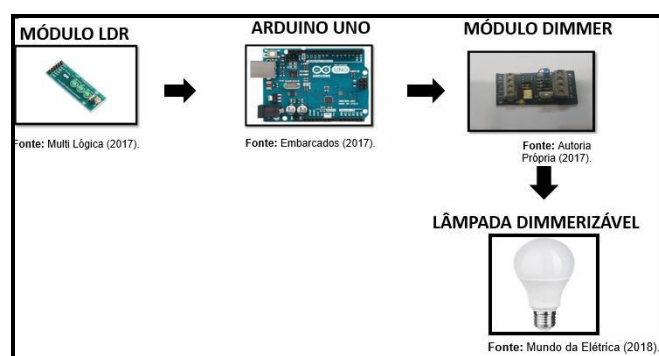 MÓDULO LDR
ARDUINO UNO
MÓDULO DIMMER
Fonte: Multi Lógica (2017).
Fonte: Embarcados (2017).
Fonte: Autoria
Própria (2017).
LÂMPADA DIMMERIZÁVEL
Fonte: Mundo da Elétrica (2018).